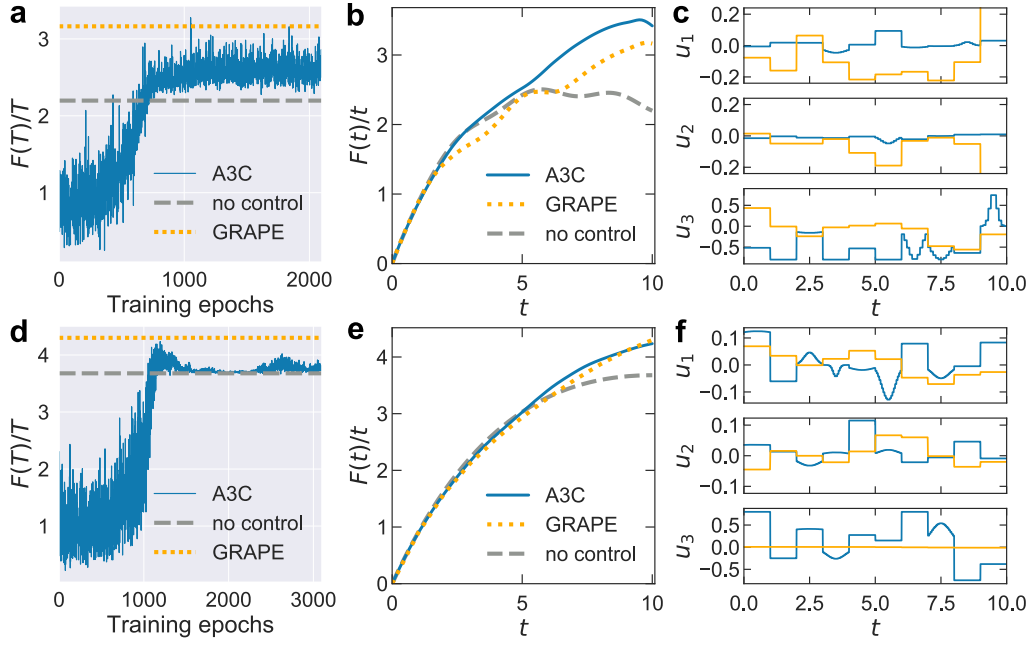 a
F(T)/T
3
2
1
A3C
no control
GRAPE
0
1000
2000
Training epochs
b
F(t)/t
3
2
1
0
A3C
GRAPE
no control
0
5
10
t
c
u1
0.0
−0.2
u2
0.0
−0.2
u3
0.5
0.0
−0.5
0.0
2.5
5.0
7.5
10.0
t
d
F(T)/T
4
3
2
1
A3C
no control
GRAPE
0
1000
2000
3000
Training epochs
e
F(t)/t
4
3
2
1
0
A3C
GRAPE
no control
0
5
10
t
f
u1
0.1
0.0
−0.1
u2
0.1
0.0
−0.1
u3
0.5
0.0
−0.5
0.0
2.5
5.0
7.5
10.0
t